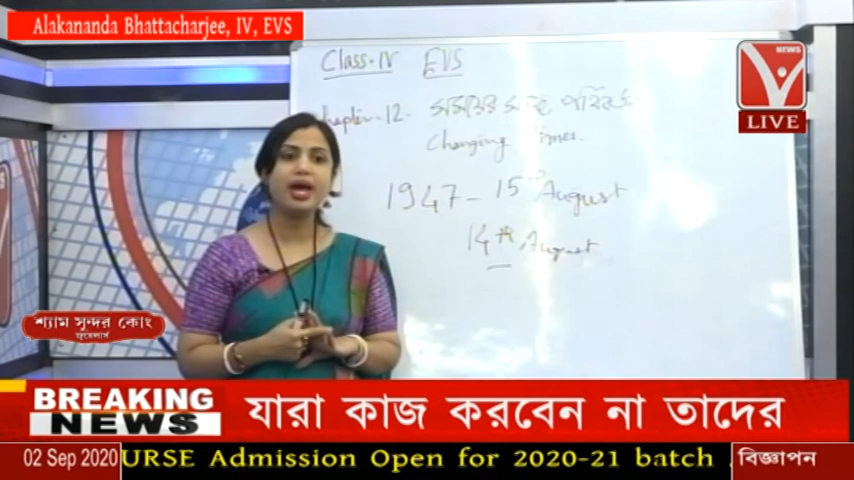 Alakananda Bhattacharjee, IV, EVS
Class-IV EVS
Chapter-12- সময়ের সাথে পরিবর্তন
Changing Times.
1947 - 15th August
14th August
NEWS
LIVE
শ্যাম সুন্দর কোং
জুয়েলার্স
BREAKING
NEWS
যারা কাজ করবেন না তাদের
02 Sep 2020
URSE Admission Open for 2020-21 batch
বিজ্ঞাপন